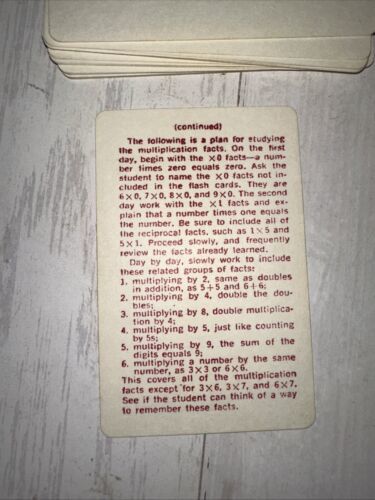 (continued)
The following is a plan for studying
the multiplication facts. On the first
day, begin with the ×0 facts—a num-
ber times zero equals zero. Ask the
student to name the ×0 facts not in-
cluded in the flash cards. They are
6×0, 7×0, 8×0, and 9×0. The second
day work with the ×1 facts and ex-
plain that a number times one equals
the number. Be sure to include all of
the reciprocal facts, such as 1×5 and
5×1. Proceed slowly, and frequently
review the facts already learned.
Day by day, slowly work to include
these related groups of facts:
1. multiplying by 2, same as doubles
in addition, as 5+5 and 6+6;
2. multiplying by 4, double the dou-
bles;
3. multiplying by 8, double multiplica-
tion by 4;
4. multiplying by 5, just like counting
by 5s;
5. multiplying by 9, the sum of the
digits equals 9;
6. multiplying a number by the same
number, as 3×3 or 6×6.
This covers all of the multiplication
facts except for 3×6, 3×7, and 6×7.
See if the student can think of a way
to remember these facts.